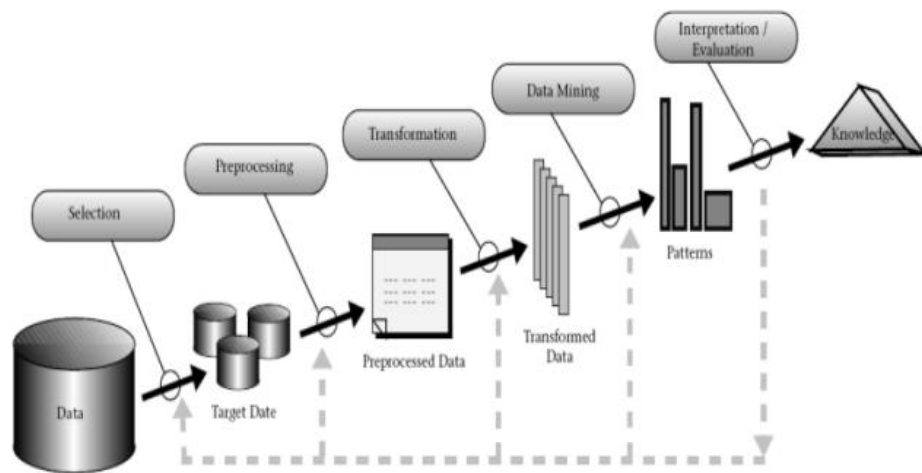 Interpretation /
Evaluation
Data Mining
Knowledge
Transformation
Preprocessing
Selection
Patterns
Transformed
Data
Preprocessed Data
Data
Target Date